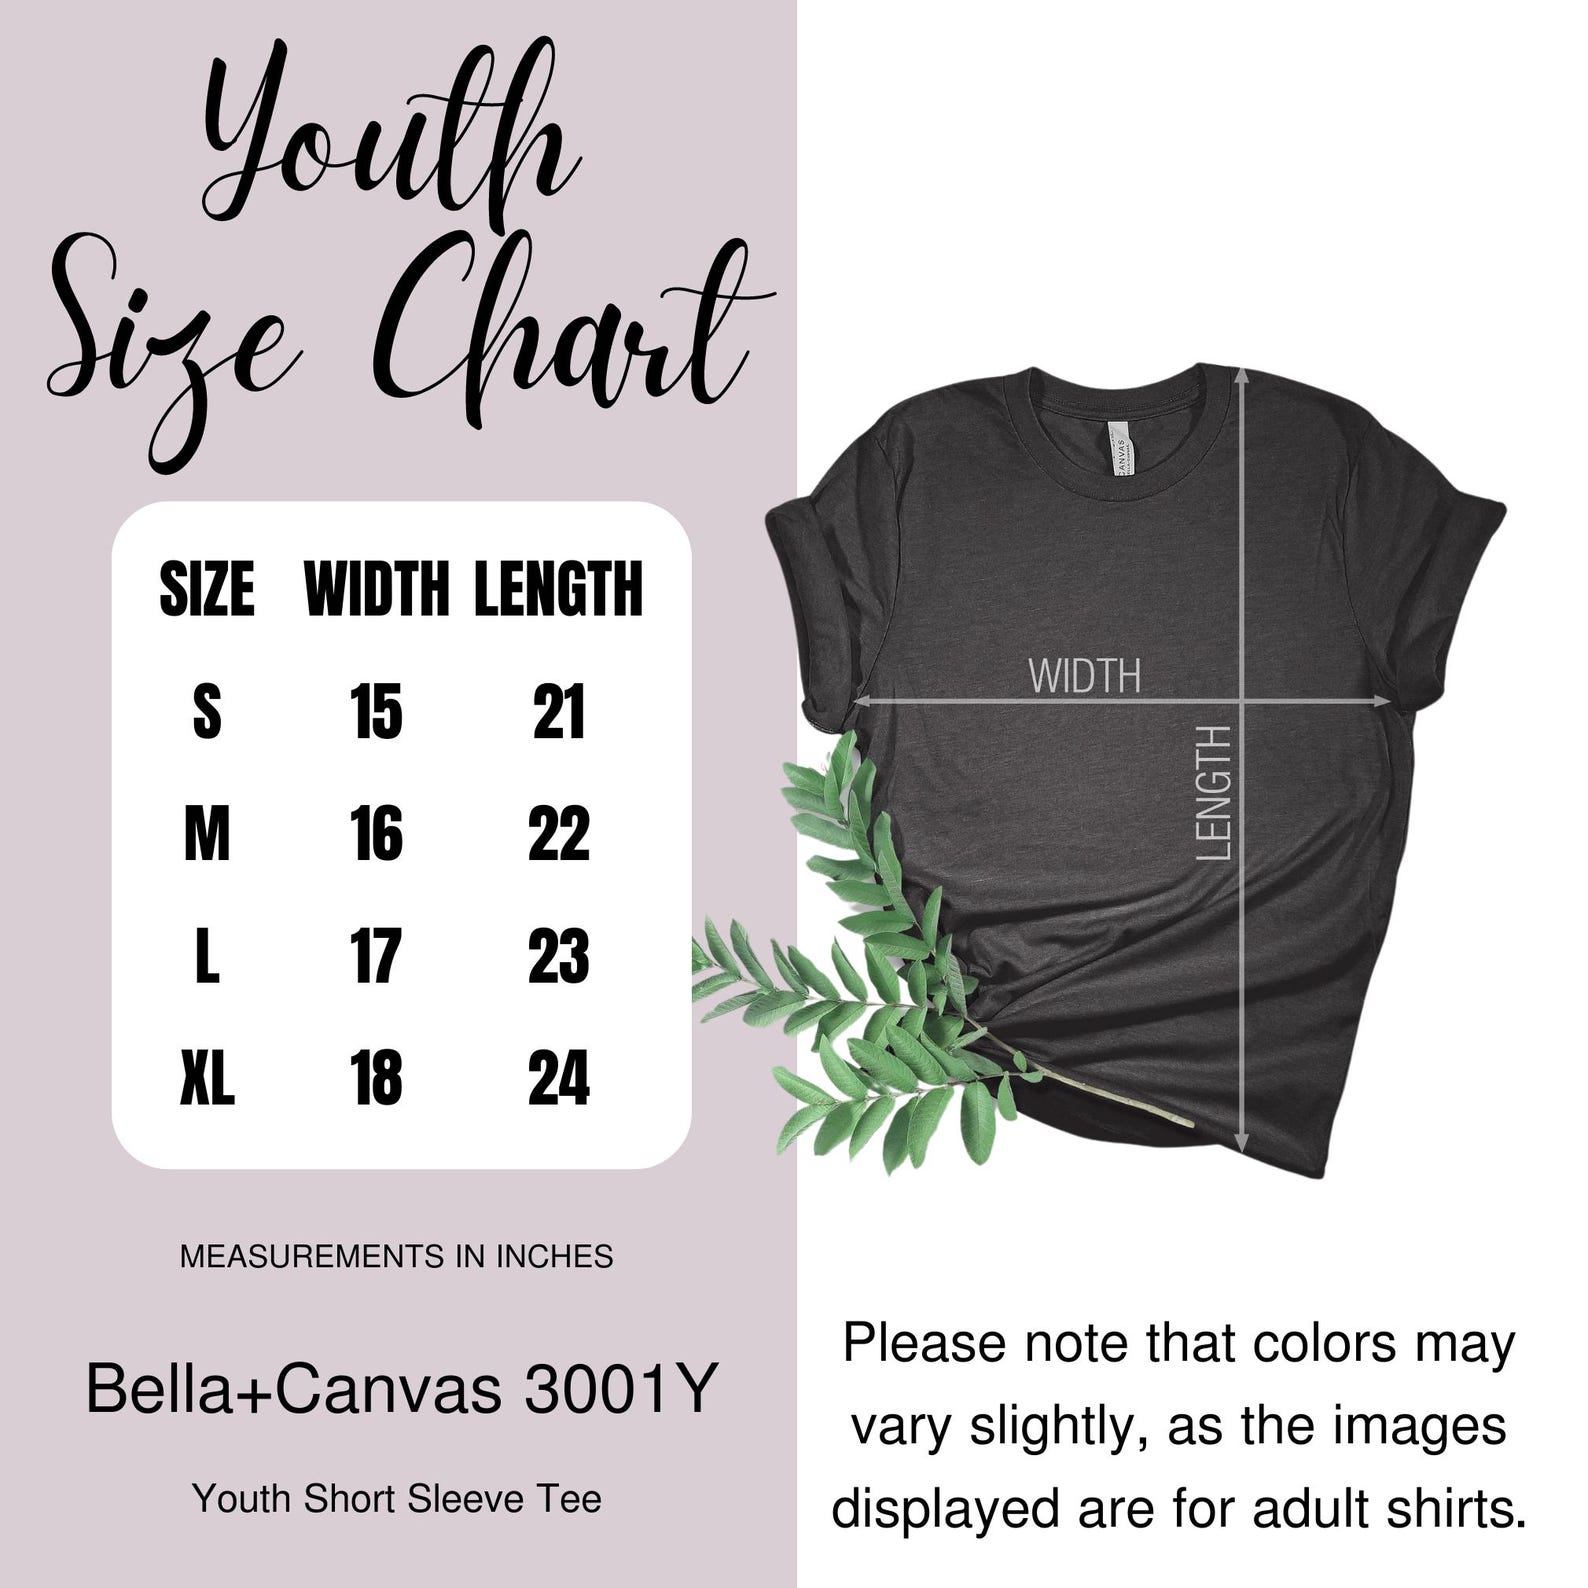 Youth
Size Chart
SIZE WIDTH LENGTH
S 15 21
M 16 22
L 17 23
XL 18 24
MEASUREMENTS IN INCHES
Bella+Canvas 3001Y
Youth Short Sleeve Tee
CANVAS
WIDTH
LENGTH
Please note that colors may
vary slightly, as the images
displayed are for adult shirts.